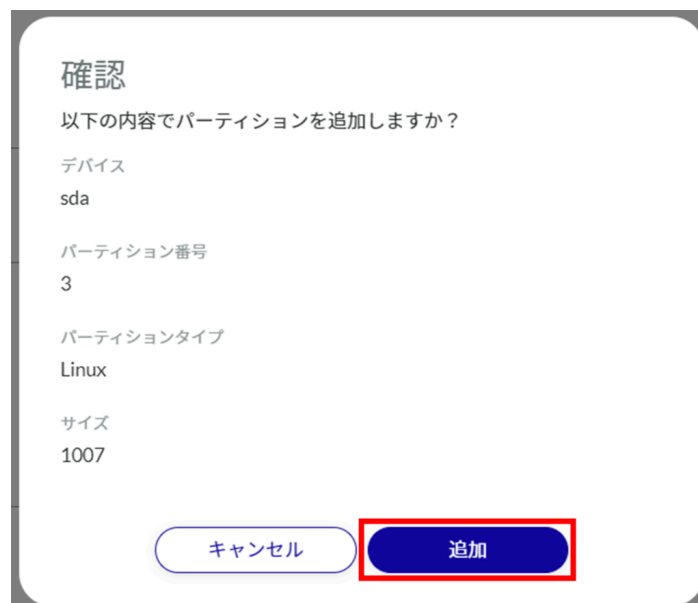 確認
以下の内容でパーティションを追加しますか？
デバイス
sda
パーティション番号
3
パーティションタイプ
Linux
サイズ
1007
キャンセル
追加